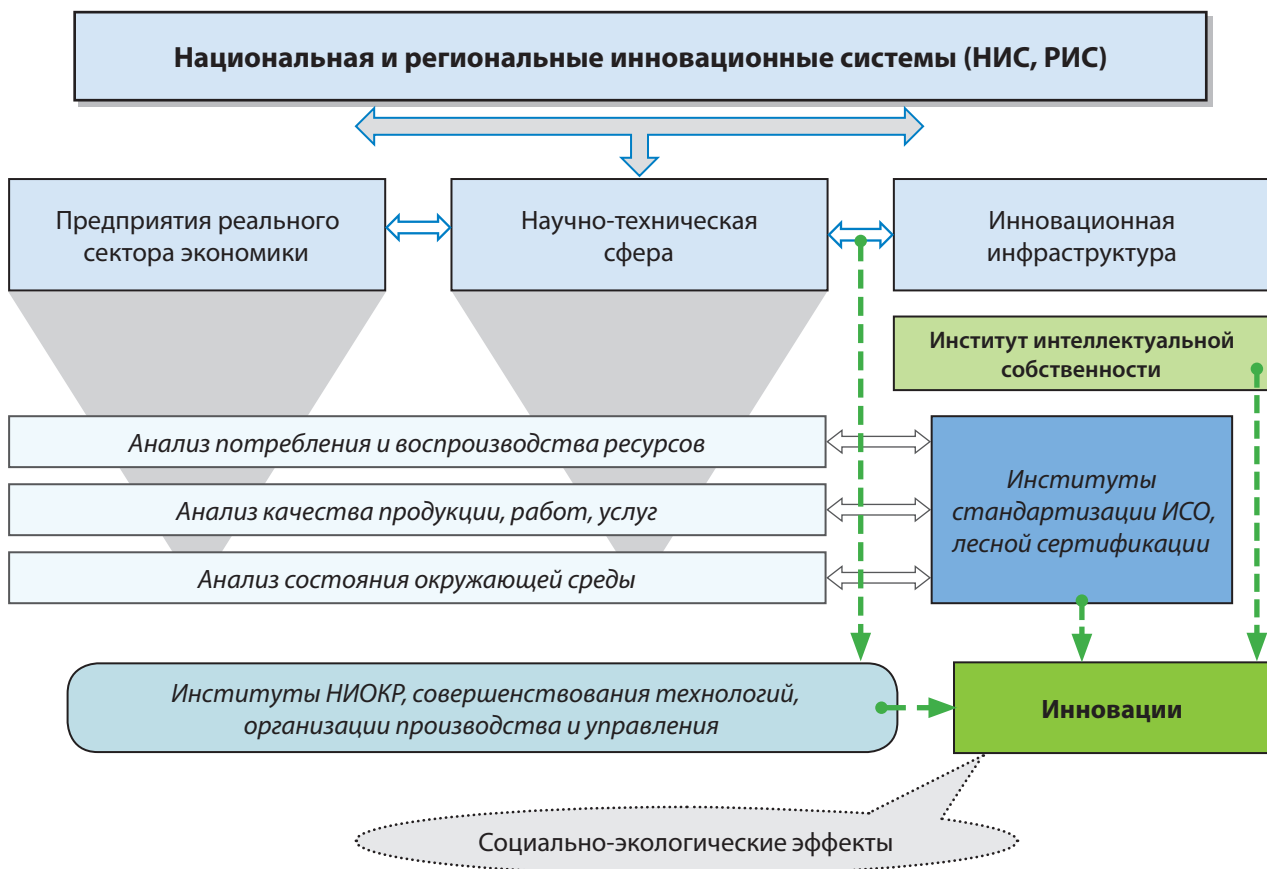 Национальная и региональные инновационные системы (НИС, РИС)
Предприятия реального
сектора экономики
Научно-техническая
сфера
Инновационная
инфраструктура
Институт интеллектуальной
собственности
Анализ потребления и воспроизводства ресурсов
Анализ качества продукции, работ, услуг
Анализ состояния окружающей среды
Институты
стандартизации ИСО,
лесной сертификации
Институты НИОКР, совершенствования технологий,
организации производства и управления
Инновации
Социально-экологические эффекты